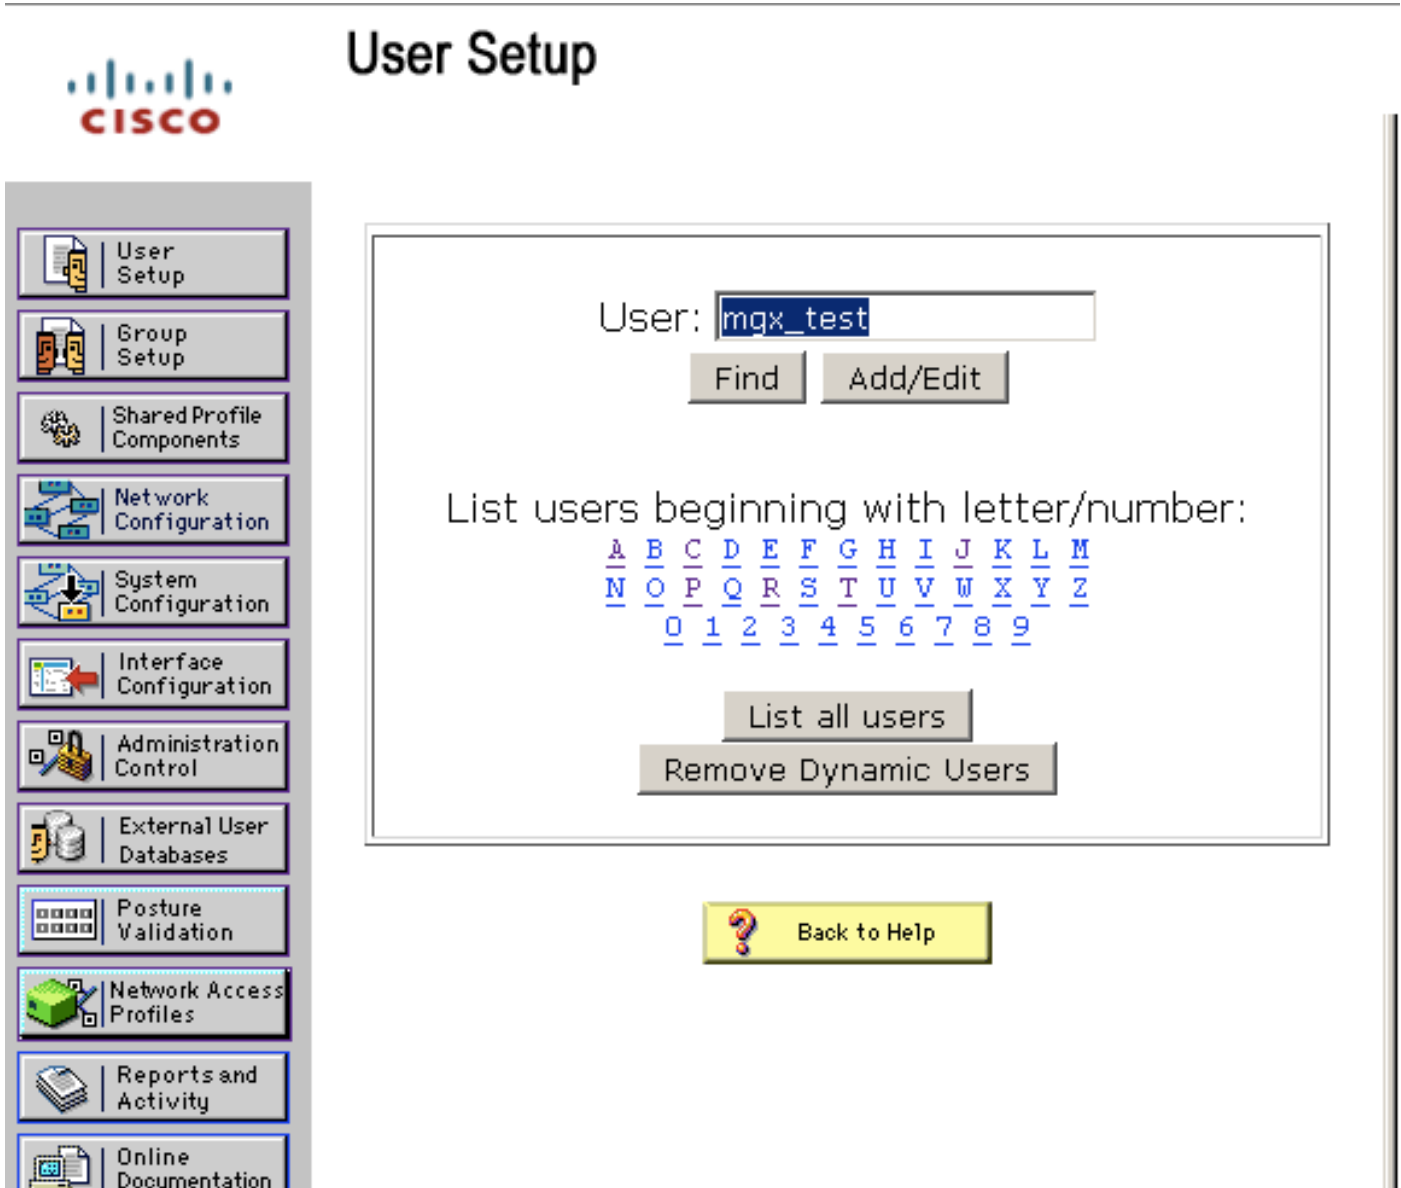 User Setup
CISCO
User
Setup
Group
Setup
Shared Profile
Components
Network
Configuration
System
Configuration
Interface
Configuration
Administration
Control
External User
Databases
Posture
Validation
Network Access
Profiles
Reports and
Activity
Online
Documentation
User: mgx_test
Find Add/Edit
List users beginning with letter/number:
A B C D E F G H I J K L M
N O P Q R S T U V W X Y Z
0 1 2 3 4 5 6 7 8 9
List all users
Remove Dynamic Users
? Back to Help